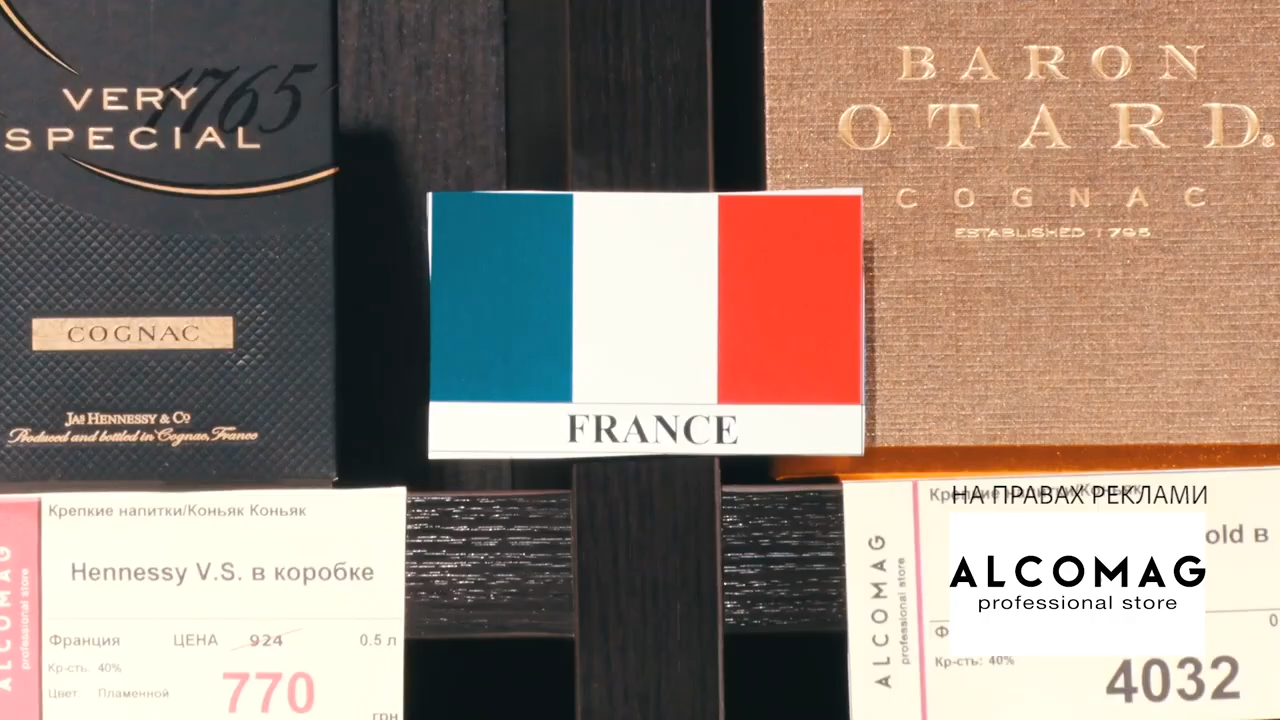 1765
VERY
SPECIAL
COGNAC
JAs HENNESSY & Co
Produced and bottled in Cognac, France
BARON
OTARD®
COGNAC
ESTABLISHED 1795
FRANCE
ALCOMAG
professional store
Крепкие напитки/Коньяк Коньяк
Hennessy V.S. в коробке
Франция ЦЕНА 924 0.5 л
Кр-сть: 40%
Цвет: Пламенной
770
грн
ALCOMAG
professional store
НА ПРАВАХ РЕКЛАМИ
old в
ALCOMAG
professional store
Кр-сть: 40%
4032